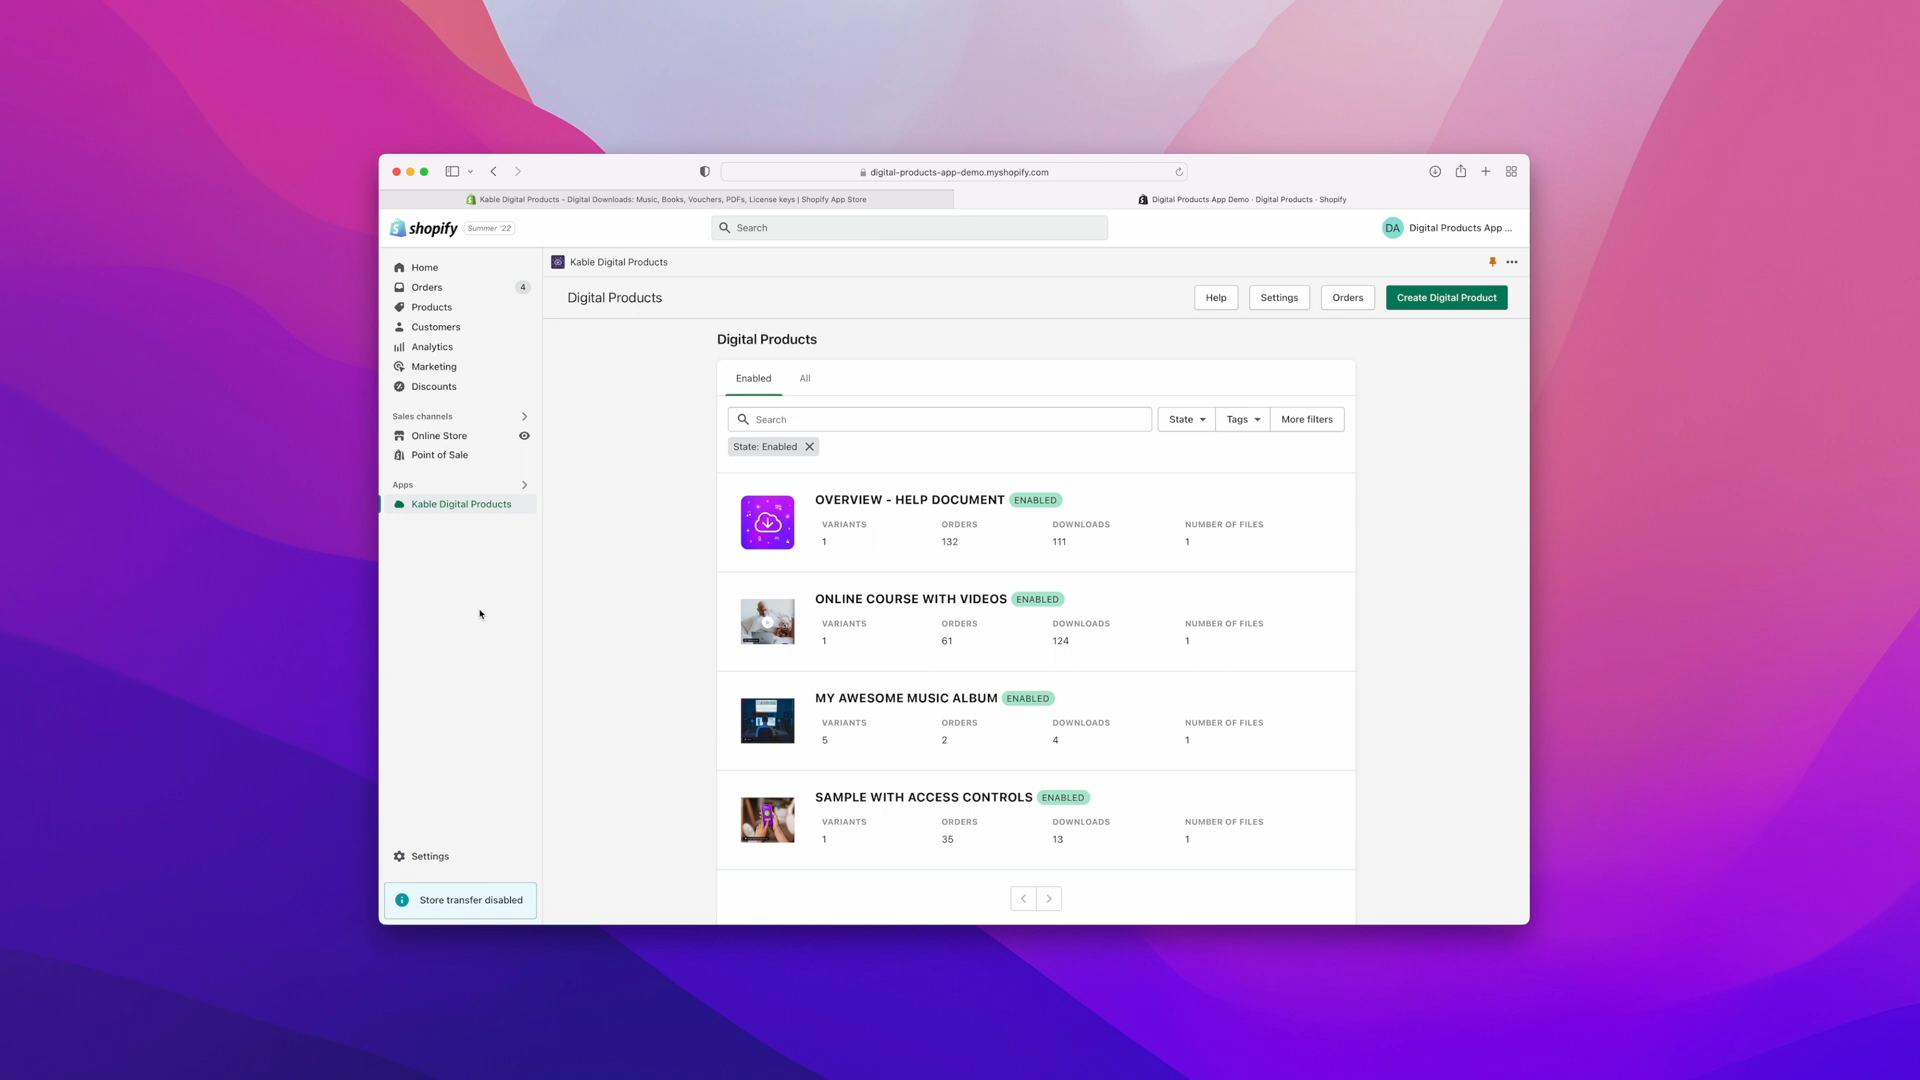 digital-products-app-demo.myshopify.com
Kable Digital Products - Digital Downloads: Music, Books, Vouchers, PDFs, License keys | Shopify App Store
Digital Products App Demo · Digital Products · Shopify
shopify
Summer '22
Search
DA
Digital Products App ...
Home
Orders
4
Products
Customers
Analytics
Marketing
Discounts
Sales channels
Online Store
Point of Sale
Apps
Kable Digital Products
Settings
Store transfer disabled
Kable Digital Products
Digital Products
Help
Settings
Orders
Create Digital Product
Digital Products
Enabled
All
Search
State
Tags
More filters
State: Enabled
OVERVIEW - HELP DOCUMENT ENABLED
VARIANTS ORDERS DOWNLOADS NUMBER OF FILES
1 132 111 1
ONLINE COURSE WITH VIDEOS ENABLED
VARIANTS ORDERS DOWNLOADS NUMBER OF FILES
1 61 124 1
MY AWESOME MUSIC ALBUM ENABLED
VARIANTS ORDERS DOWNLOADS NUMBER OF FILES
5 2 4 1
SAMPLE WITH ACCESS CONTROLS ENABLED
VARIANTS ORDERS DOWNLOADS NUMBER OF FILES
1 35 13 1